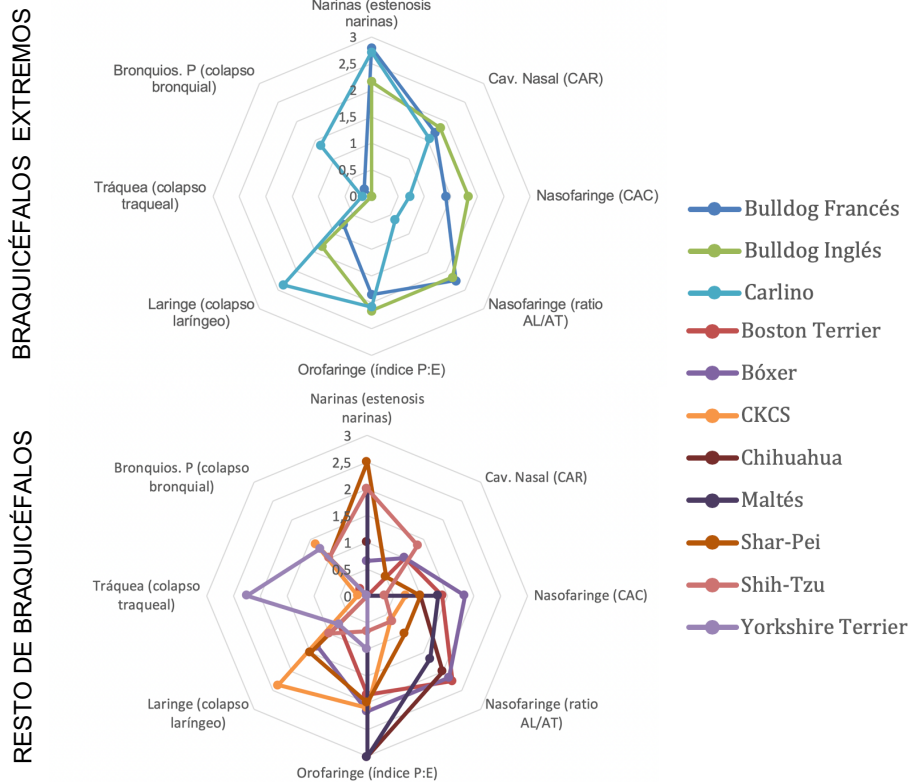 BRAQUICÉFALOS EXTREMOS
Narinas (estenosis
narinas)
Cav. Nasal (CAR)
Nasofaringe (CAC)
Nasofaringe (ratio
AL/AT)
Orofaringe (índice P:E)
Laringe (colapso
laríngeo)
Tráquea (colapso
traqueal)
Bronquios. P (colapso
bronquial)
3
2,5
2
1,5
1
0,5
0
RESTO DE BRAQUICÉFALOS
Narinas (estenosis
narinas)
Cav. Nasal (CAR)
Nasofaringe (CAC)
Nasofaringe (ratio
AL/AT)
Orofaringe (índice P:E)
Laringe (colapso
laríngeo)
Tráquea (colapso
traqueal)
Bronquios. P (colapso
bronquial)
3
2,5
2
1,5
1
0,5
0
Bulldog Francés
Bulldog Inglés
Carlino
Boston Terrier
Bóxer
CKCS
Chihuahua
Maltés
Shar-Pei
Shih-Tzu
Yorkshire Terrier